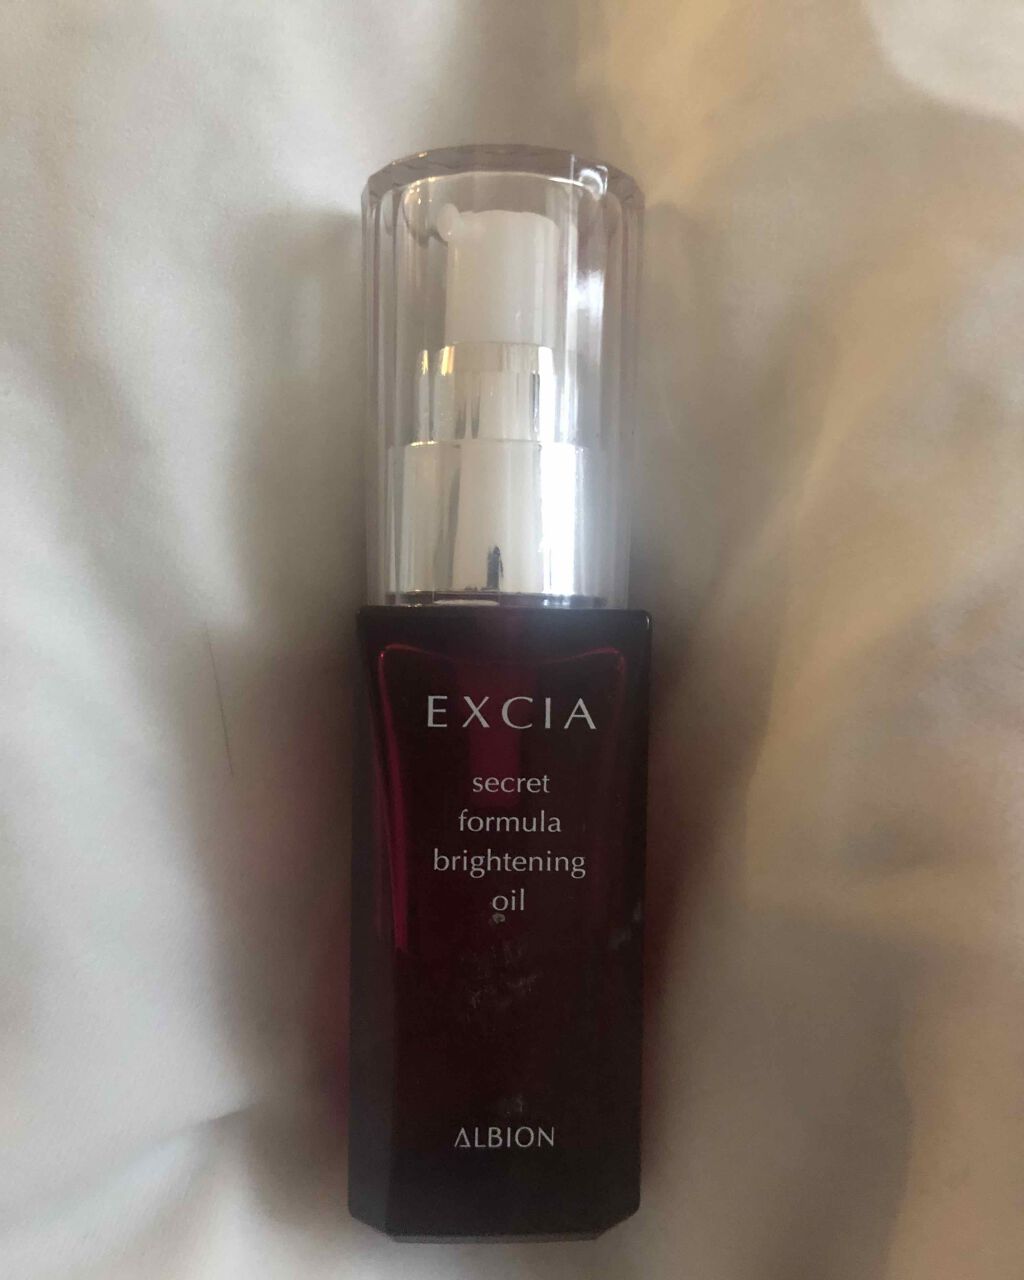 EXCIA
secret
formula
brightening
oil
ALBION